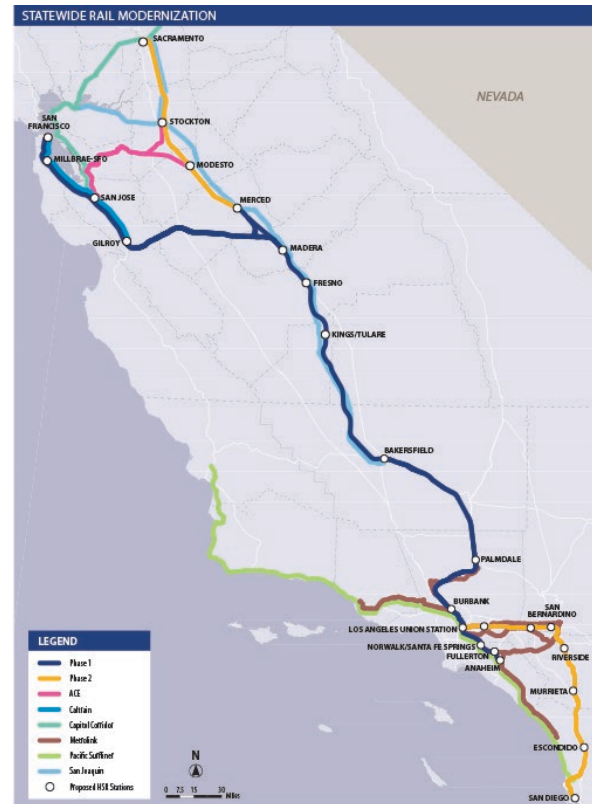 STATEWIDE RAIL MODERNIZATION
SACRAMENTO
NEVADA
STOCKTON
SAN
FRANCISCO
MILLBRAE-SFO
MODESTO
SAN JOSE
MERCED
GILROY
MADERA
FRESNO
KINGS/TULARE
BAKERSFIELD
PALMDALE
BURBANK
SAN
BERNARDINO
LOS ANGELES UNION STATION
NORWALK/SANTA FE SPRINGS
FULLERTON
ANAHEIM
RIVERSIDE
MURRIETA
ESCONDIDO
SAN DIEGO
LEGEND
Phase 1
Phase 2
ACE
Caltrain
Capitol Corridor
Metrolink
Pacific Surfliner
San Joaquin
Proposed HSR Stations
N
0 7.5 15 30
Miles